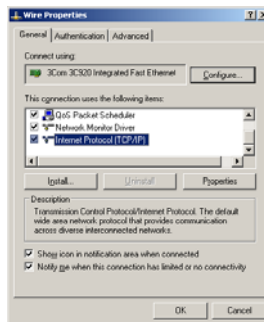 Wire Properties
General
Authentication
Advanced
Connect using:
3Com 3C920 Integrated Fast Ethernet
Configure...
This connection uses the following items:
QoS Packet Scheduler
Network Monitor Driver
Internet Protocol (TCP/IP)
Install...
Uninstall
Properties
Description
Transmission Control Protocol/Internet Protocol. The default
wide area network protocol that provides communication
across diverse interconnected networks.
Show icon in notification area when connected
Notify me when this connection has limited or no connectivity
OK
Cancel